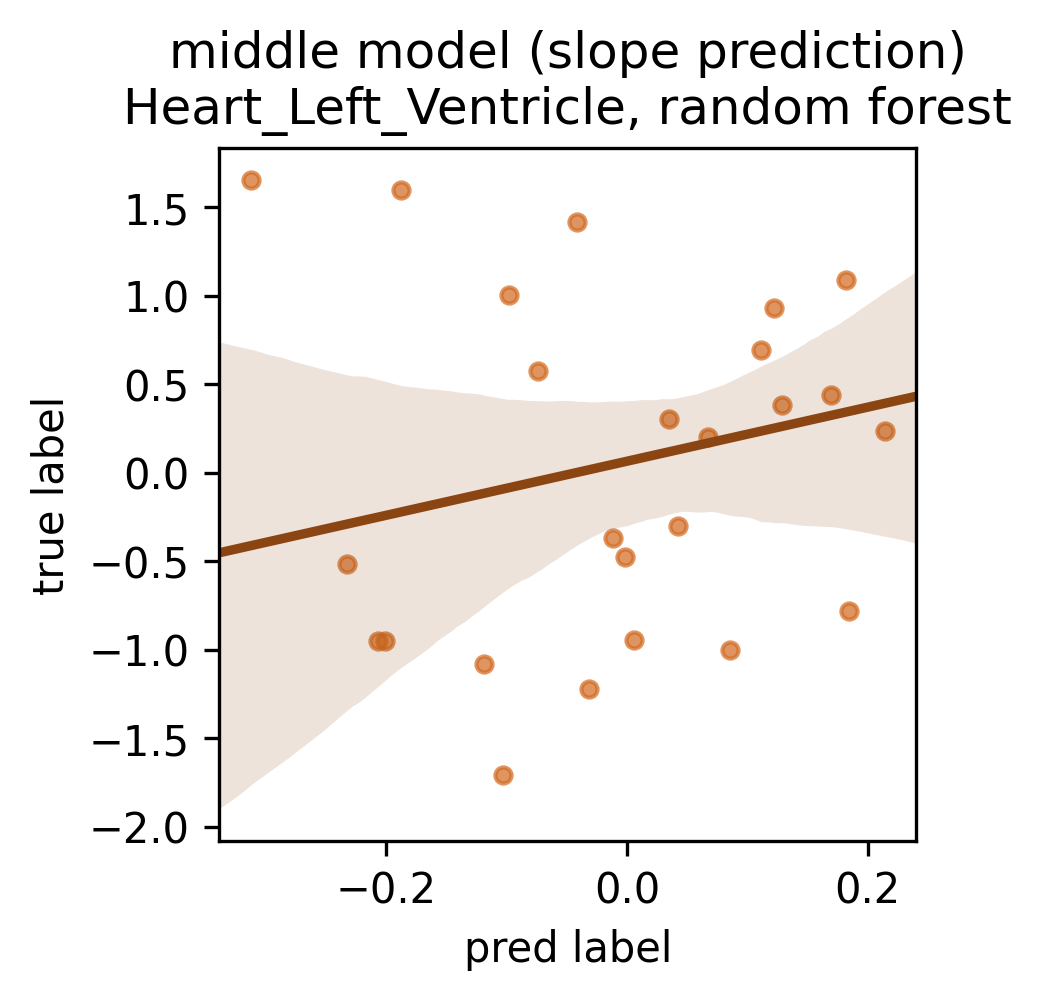 middle model (slope prediction)
Heart_Left_Ventricle, random forest
1.5
1.0
0.5
0.0
−0.5
−1.0
−1.5
−2.0
true label
−0.2
0.0
0.2
pred label